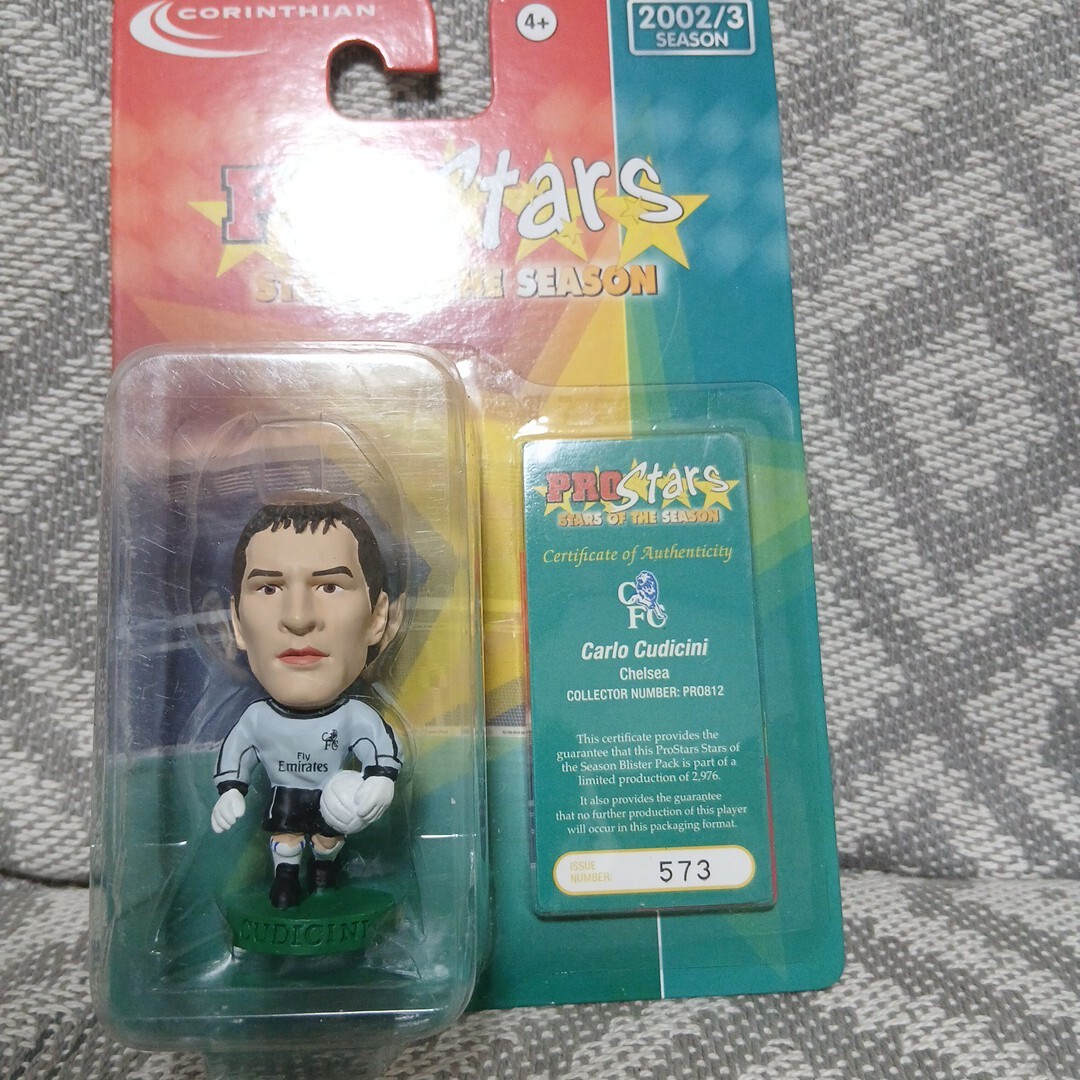 CORINTHIAN
4+
2002/3
SEASON
Stars
THE SEASON
PROStars
STARS OF THE SEASON
Certificate of Authenticity
CFC
Carlo Cudicini
Chelsea
COLLECTOR NUMBER: PRO812
This certificate provides the
guarantee that this ProStars Stars of
the Season Blister Pack is part of a
limited production of 2,976.
It also provides the guarantee
that no further production of this player
will occur in this packaging format.
ISSUE
NUMBER: 573
CFC
Fly
Emirates
CUDICINI